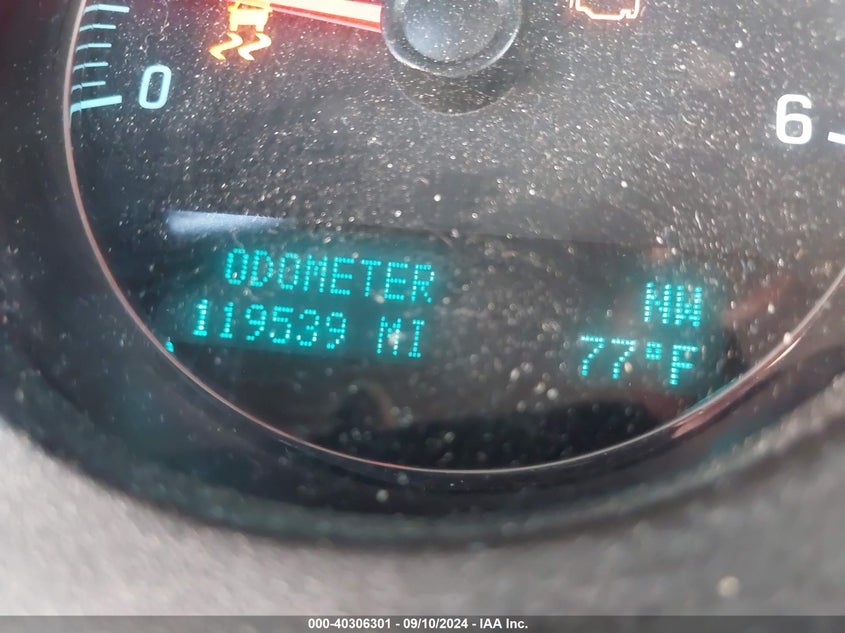 0
6
ODOMETER
119539 MI
NW
77°F
000-40306301 - 09/10/2024 - IAA Inc.